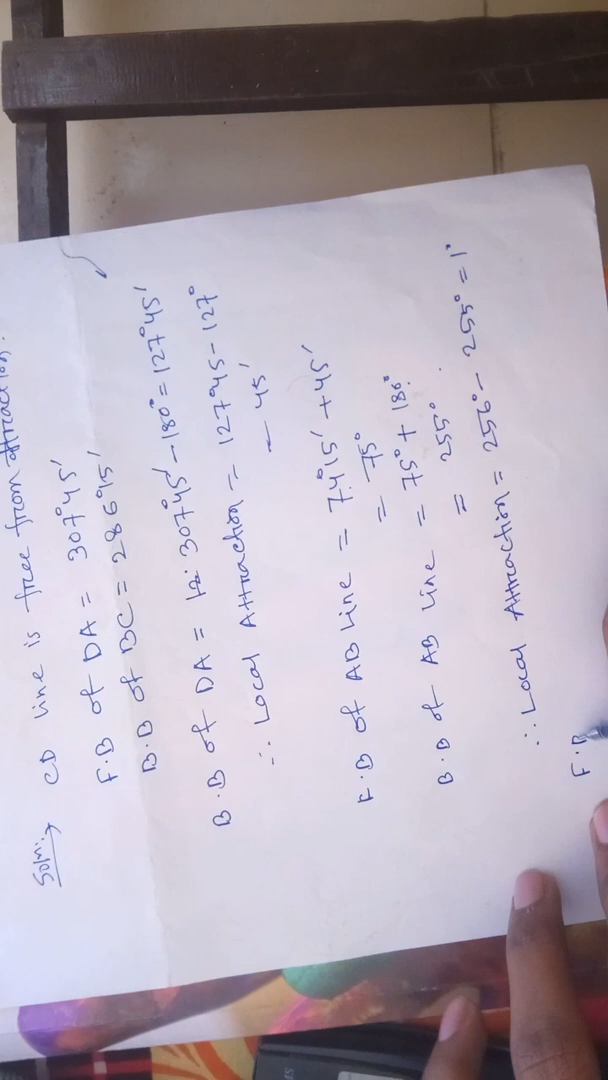 Soln:→ CD line is free from attraction.
F.B of DA = 307°45'
B.B of BC = 286°15'
B.B of DA = 307°45' - 180° = 127°45'
∴ Local Attraction = 127°45 - 127°
= 45'
F.B of AB line = 74°15' + 45'
= 75°
B.B of AB line = 75° + 180°
= 255°.
∴ Local Attraction = 256° - 255° = 1°
F.B